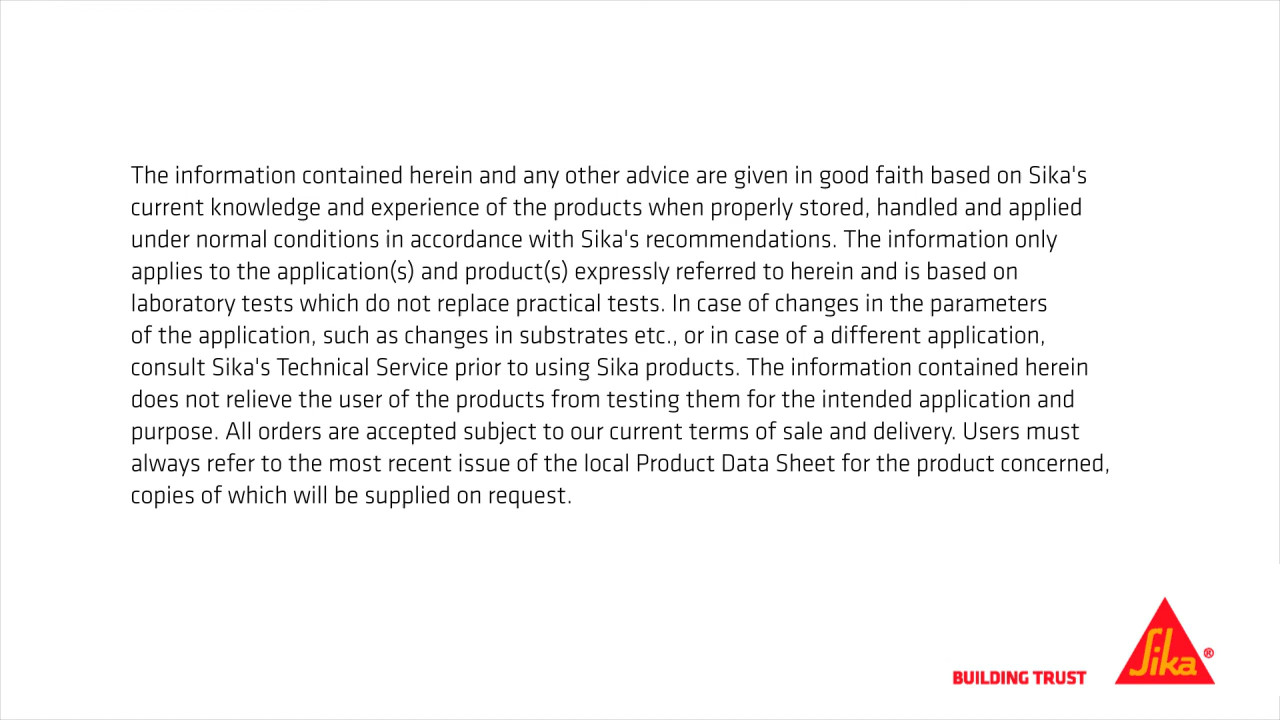 The information contained herein and any other advice are given in good faith based on Sika's
current knowledge and experience of the products when properly stored, handled and applied
under normal conditions in accordance with Sika's recommendations. The information only
applies to the application(s) and product(s) expressly referred to herein and is based on
laboratory tests which do not replace practical tests. In case of changes in the parameters
of the application, such as changes in substrates etc., or in case of a different application,
consult Sika's Technical Service prior to using Sika products. The information contained herein
does not relieve the user of the products from testing them for the intended application and
purpose. All orders are accepted subject to our current terms of sale and delivery. Users must
always refer to the most recent issue of the local Product Data Sheet for the product concerned,
copies of which will be supplied on request.
BUILDING TRUST
Sika®